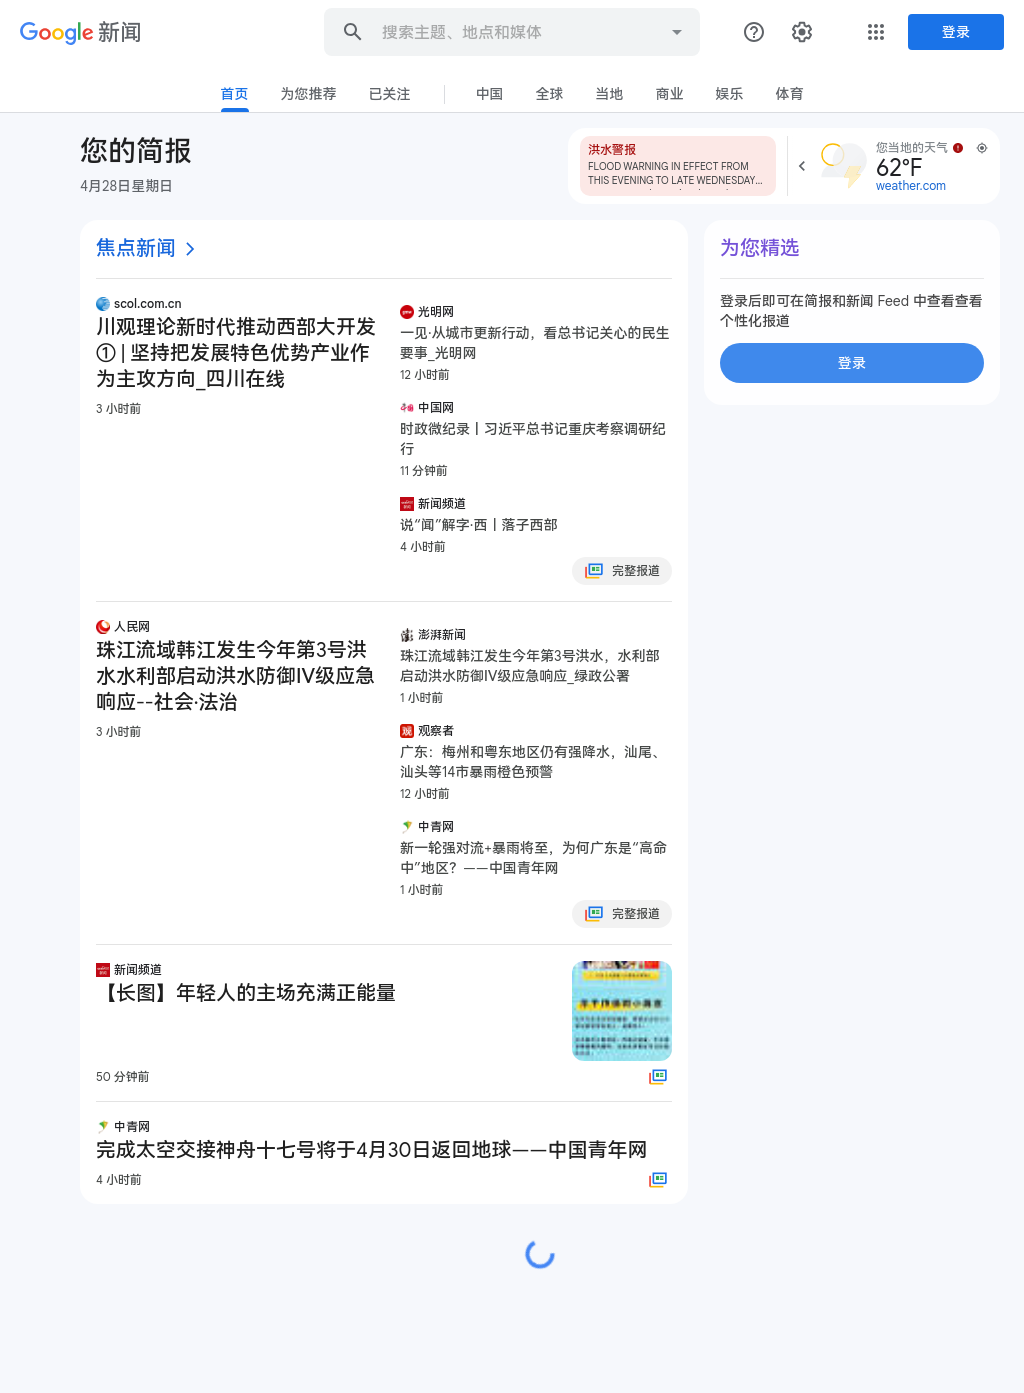 Google 新闻
搜索主题、地点和媒体
登录
首页
为您推荐
已关注
中国
全球
当地
商业
娱乐
体育
您的简报
4月28日星期日
洪水警报
FLOOD WARNING IN EFFECT FROM
THIS EVENING TO LATE WEDNESDAY...
您当地的天气
62°F
weather.com
焦点新闻
scol.com.cn
川观理论新时代推动西部大开发
① | 坚持把发展特色优势产业作
为主攻方向_四川在线
3 小时前
光明网
一见·从城市更新行动，看总书记关心的民生
要事_光明网
12 小时前
中国网
时政微纪录丨习近平总书记重庆考察调研纪
行
11 分钟前
新闻频道
说“闻”解字·西丨落子西部
4 小时前
完整报道
人民网
珠江流域韩江发生今年第3号洪
水水利部启动洪水防御Ⅳ级应急
响应--社会·法治
3 小时前
澎湃新闻
珠江流域韩江发生今年第3号洪水，水利部
启动洪水防御Ⅳ级应急响应_绿政公署
1 小时前
观察者
广东：梅州和粤东地区仍有强降水，汕尾、
汕头等14市暴雨橙色预警
12 小时前
中青网
新一轮强对流+暴雨将至，为何广东是“高命
中”地区？——中国青年网
1 小时前
完整报道
新闻频道
【长图】年轻人的主场充满正能量
50 分钟前
中青网
完成太空交接神舟十七号将于4月30日返回地球——中国青年网
4 小时前
为您精选
登录后即可在简报和新闻 Feed 中查看查看
个性化报道
登录